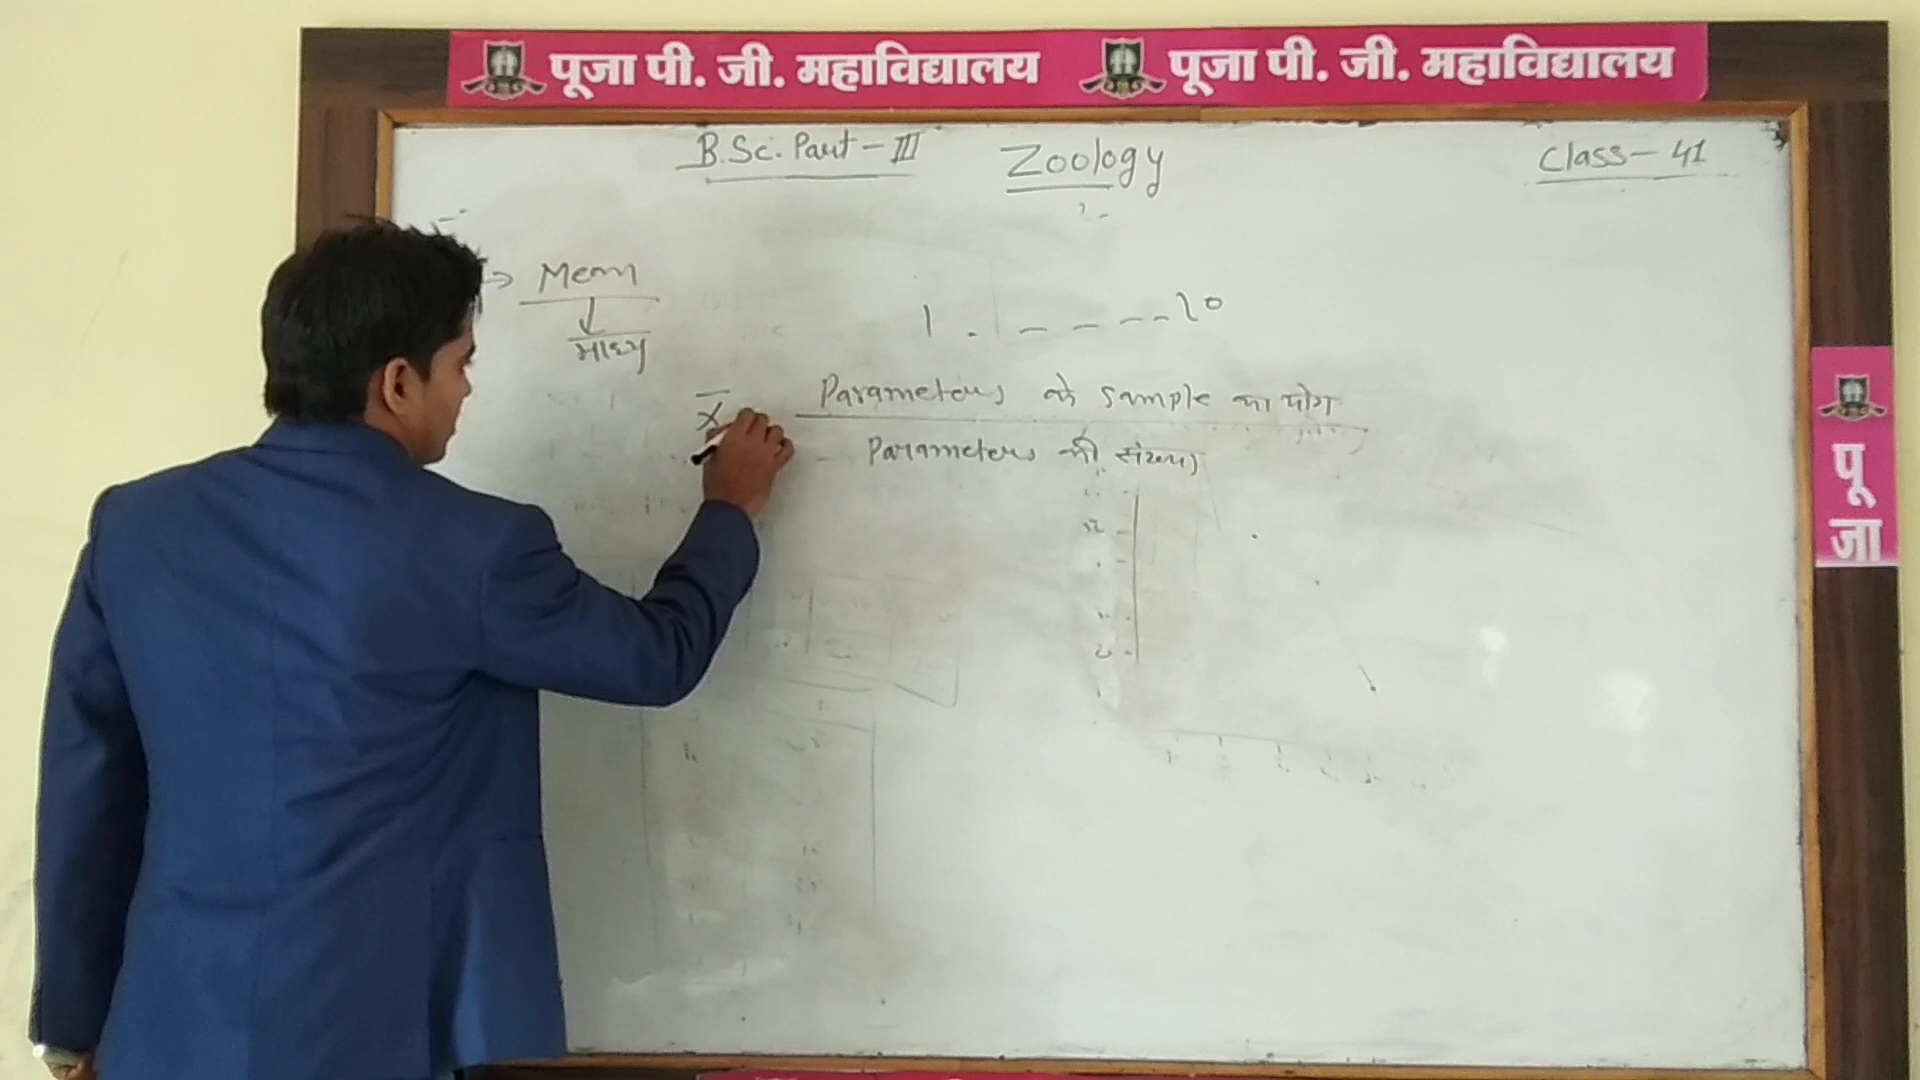 पूजा पी. जी. महाविद्यालय पूजा पी. जी. महाविद्यालय
B.Sc. Part - III Zoology Class - 41
→ Mean
↓
माध्य
1 . - - - - - 20
x̄ Parameters के sample का योग
Parameters की संख्या
पू
जा